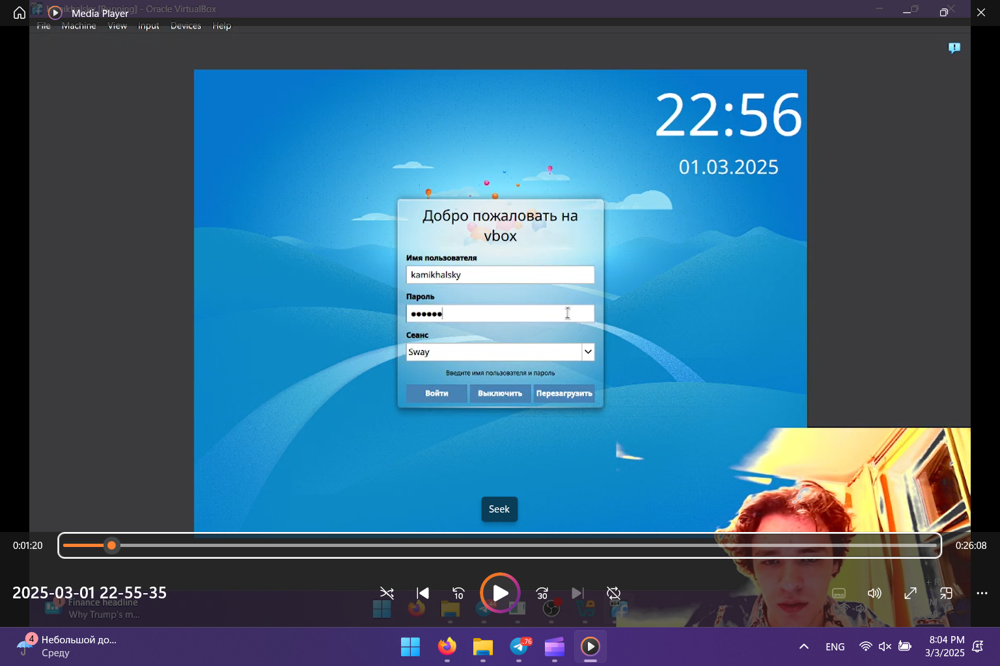 Media Player
[Running] - Oracle VirtualBox
File Machine View Input Devices Help
22:56
01.03.2025
Добро пожаловать на
vbox
Имя пользователя
kamikhalsky
Пароль
●●●●●●
Сеанс
Sway
Введите имя пользователя и пароль
Войти Выключить Перезагрузить
Seek
0:01:20
0:26:08
2025-03-01 22-55-35
10
30
1
Finance headline
Why Trump's m...
4
Небольшой до...
Среду
..76
ENG
8:04 PM
3/3/2025